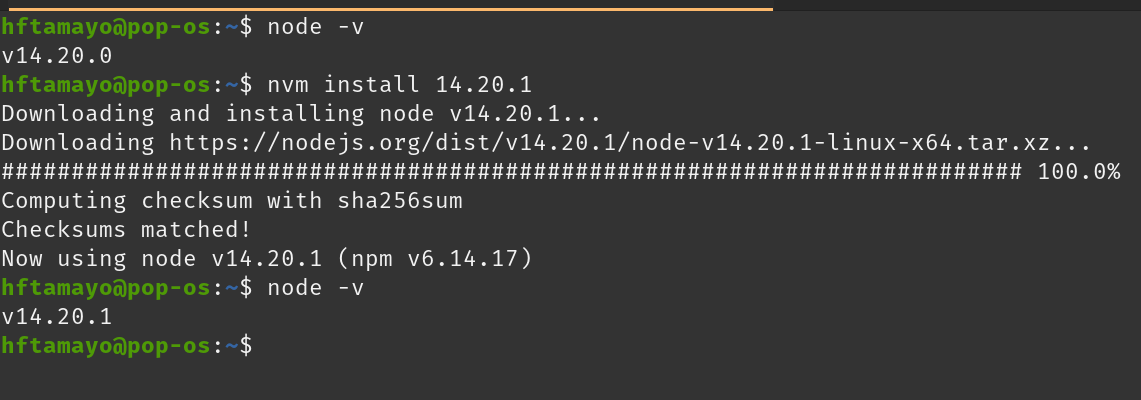 hftamayo@pop-os:~$ node -v
v14.20.0
hftamayo@pop-os:~$ nvm install 14.20.1
Downloading and installing node v14.20.1...
Downloading https://nodejs.org/dist/v14.20.1/node-v14.20.1-linux-x64.tar.xz...
######################################################################### 100.0%
Computing checksum with sha256sum
Checksums matched!
Now using node v14.20.1 (npm v6.14.17)
hftamayo@pop-os:~$ node -v
v14.20.1
hftamayo@pop-os:~$